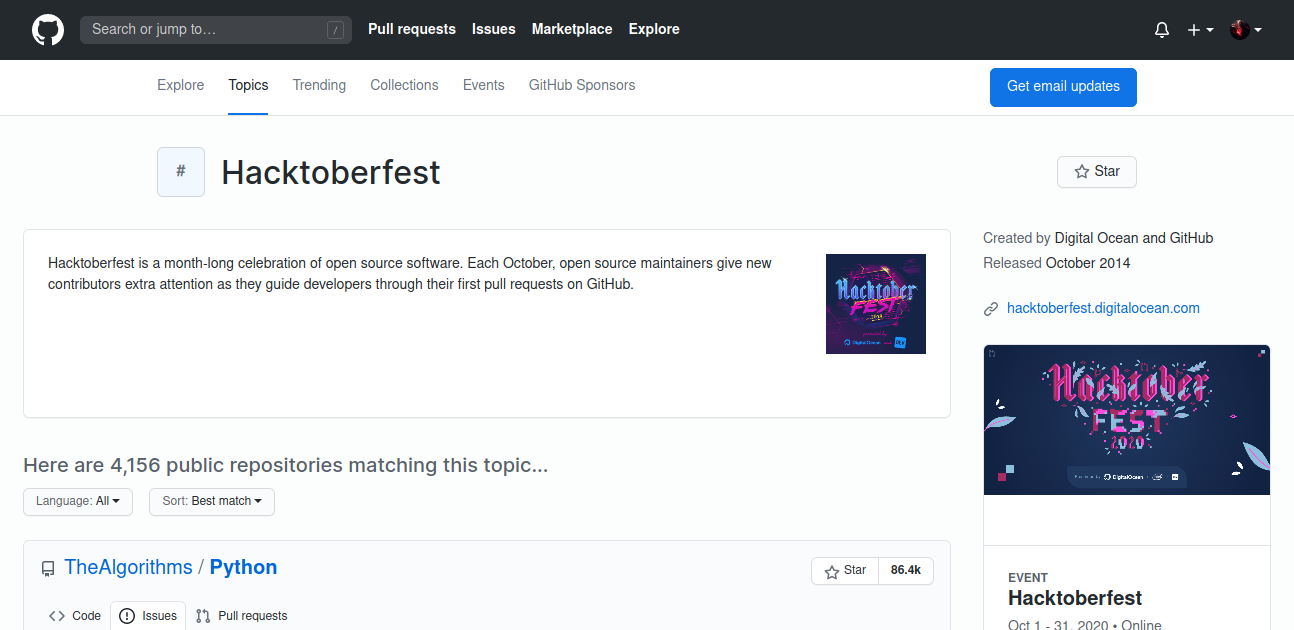 Search or jump to…
/
Pull requests Issues Marketplace Explore
Explore Topics Trending Collections Events GitHub Sponsors
Get email updates
# Hacktoberfest
Star
Hacktoberfest is a month-long celebration of open source software. Each October, open source maintainers give new
contributors extra attention as they guide developers through their first pull requests on GitHub.
Hacktober
FEST
DigitalOcean
DEV
Created by Digital Ocean and GitHub
Released October 2014
hacktoberfest.digitalocean.com
Hacktober
FEST
2020
DigitalOcean
Here are 4,156 public repositories matching this topic...
Language: All Sort: Best match
TheAlgorithms / Python
Star 86.4k
Code Issues Pull requests
EVENT
Hacktoberfest
Oct 1 - 31, 2020 • Online